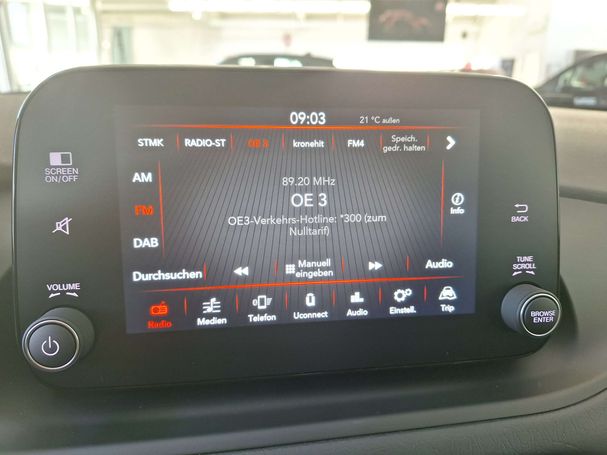 09:03 21 °C außen
STMK RADIO-ST OE 3 kronehit FM4 Speich. gedr. halten
SCREEN ON/OFF
AM
89.20 MHz
FM
OE 3
Info
OE3-Verkehrs-Hotline: *300 (zum
Nulltarif)
BACK
DAB
Durchsuchen Manuell eingeben Audio
VOLUME
TUNE SCROLL
Radio Medien Telefon Uconnect Audio Einstell. Trip
BROWSE ENTER